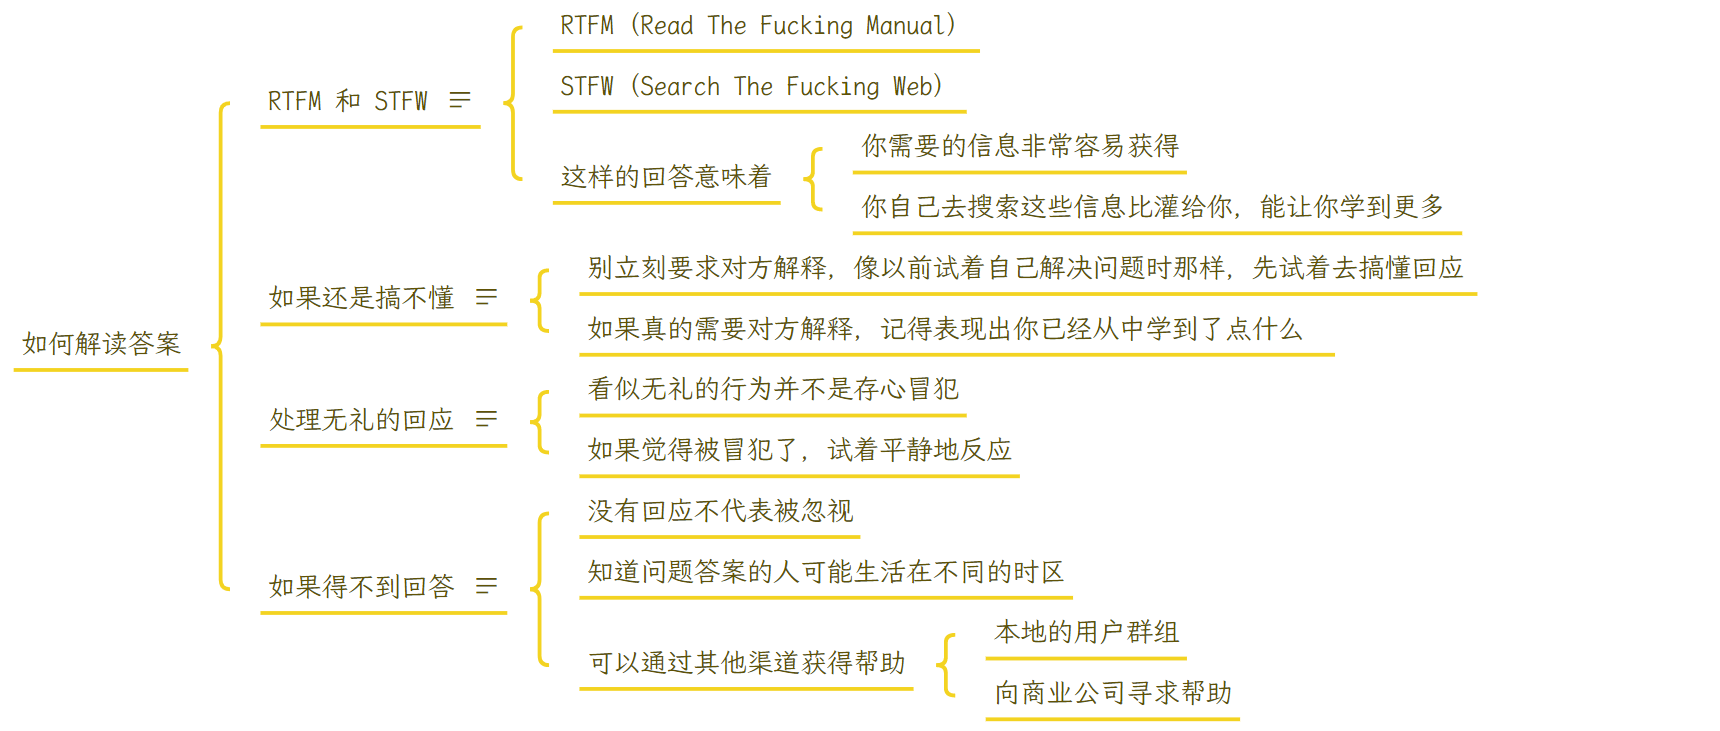 如何解读答案
RTFM 和 STFW
RTFM (Read The Fucking Manual)
STFW (Search The Fucking Web)
这样的回答意味着
你需要的信息非常容易获得
你自己去搜索这些信息比灌给你，能让你学到更多
如果还是搞不懂
别立刻要求对方解释，像以前试着自己解决问题时那样，先试着去搞懂回应
如果真的需要对方解释，记得表现出你已经从中学到了点什么
处理无礼的回应
看似无礼的行为并不是存心冒犯
如果觉得被冒犯了，试着平静地反应
如果得不到回答
没有回应不代表被忽视
知道问题答案的人可能生活在不同的时区
可以通过其他渠道获得帮助
本地的用户群组
向商业公司寻求帮助